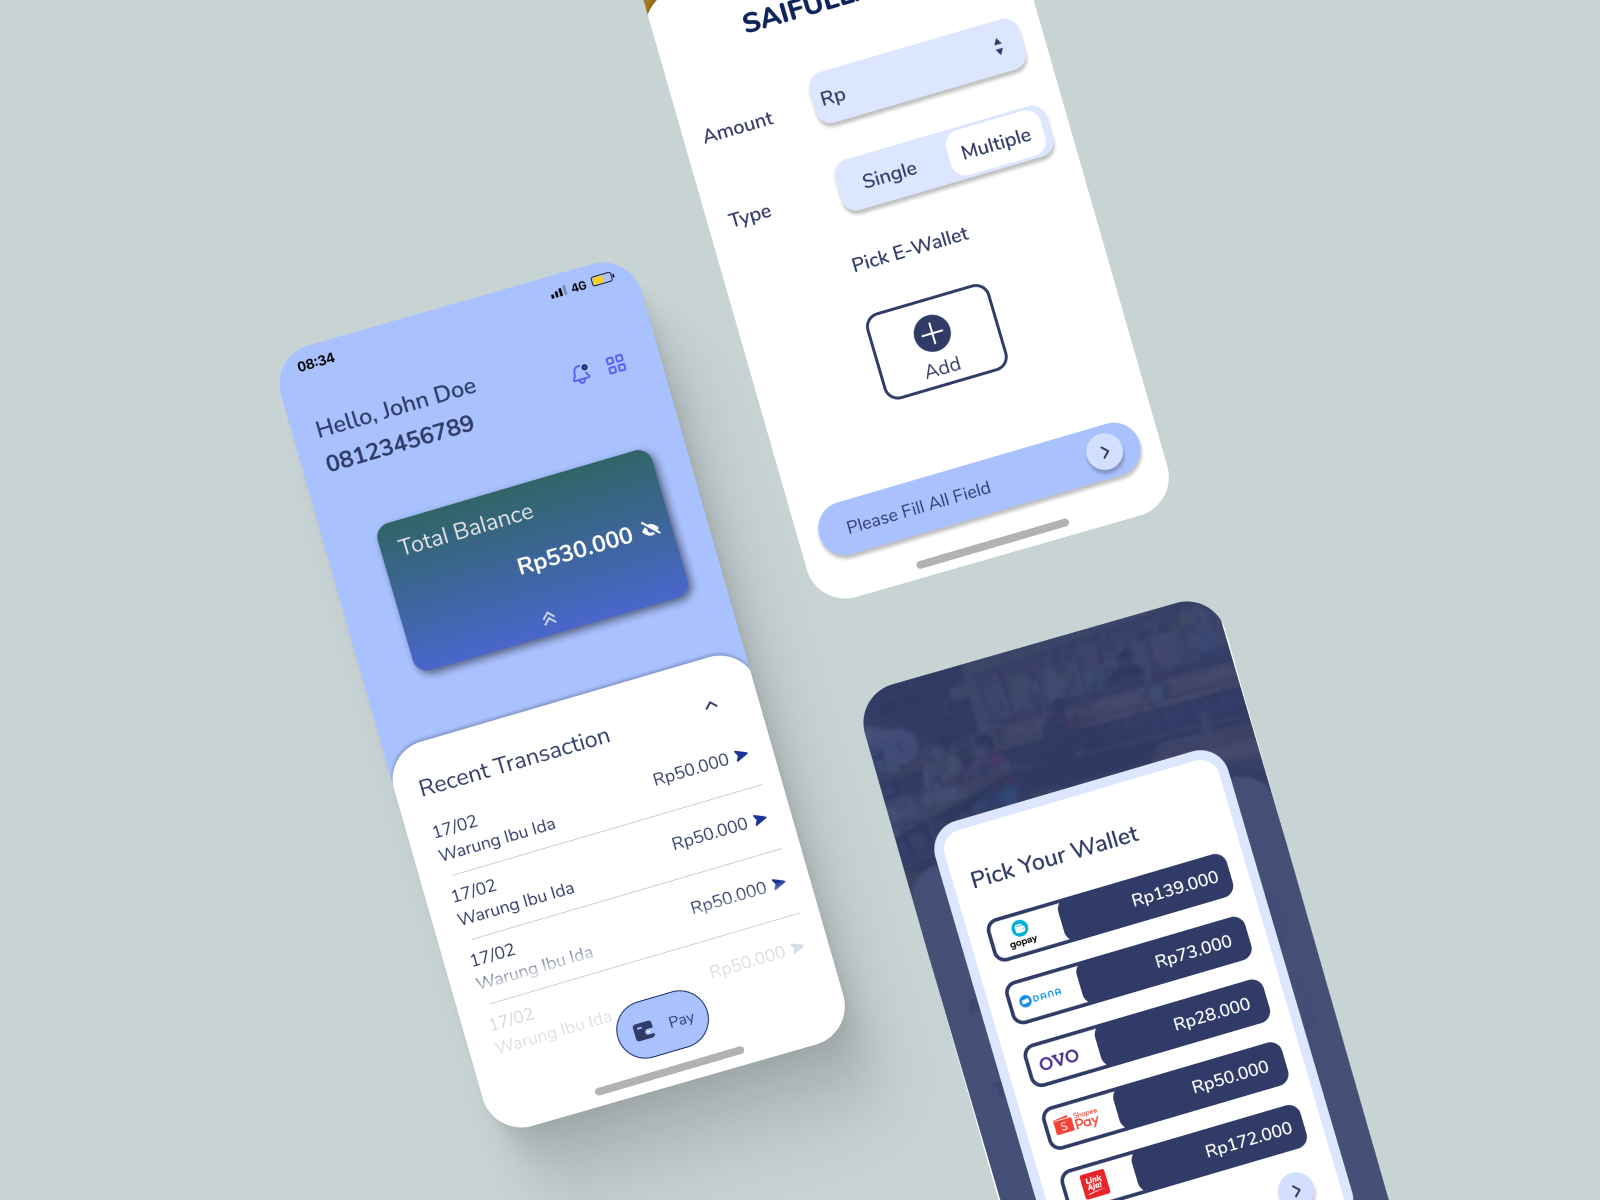 08:34
4G
Hello, John Doe
08123456789
Total Balance
Rp530.000
Recent Transaction
17/02
Warung Ibu Ida
Rp50.000
17/02
Warung Ibu Ida
Rp50.000
17/02
Warung Ibu Ida
Rp50.000
17/02
Warung Ibu Ida
Rp50.000
Pay
Amount
Rp
Type
Single
Multiple
Pick E-Wallet
Add
Please Fill All Field
Pick Your Wallet
gopay
Rp139.000
DANA
Rp73.000
OVO
Rp28.000
Shopee
Pay
Rp50.000
Link
Aja!
Rp172.000